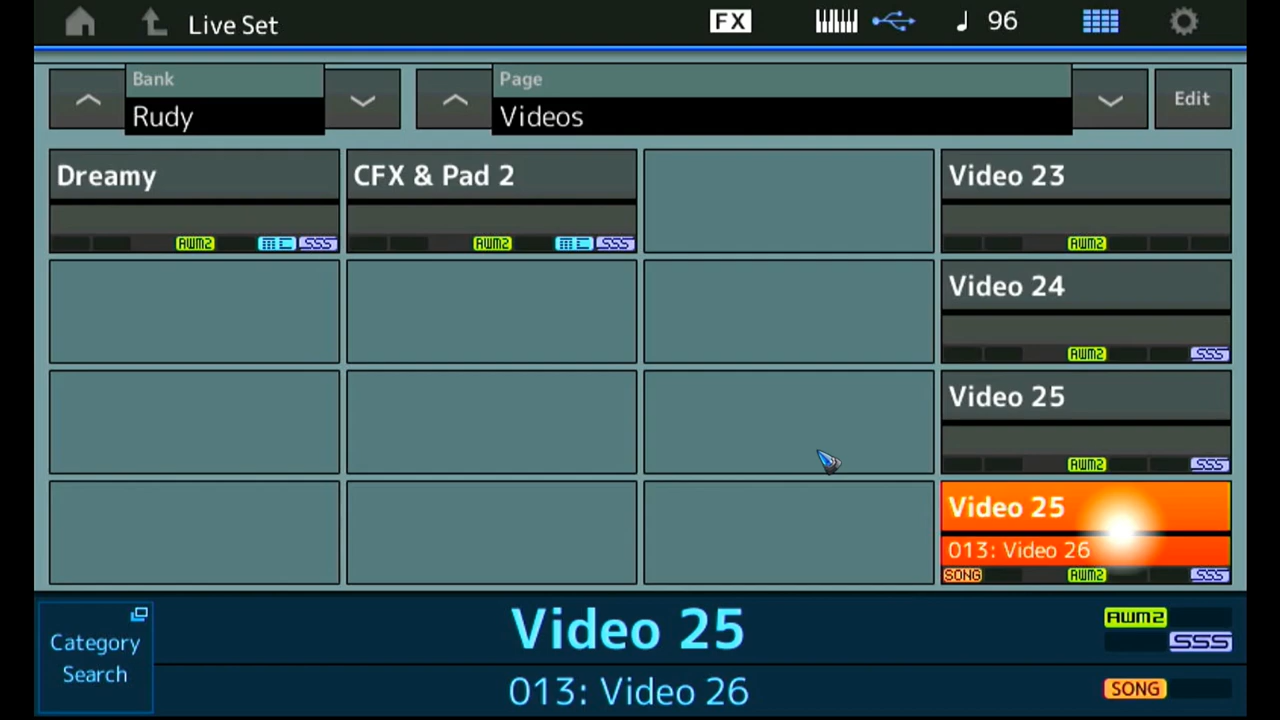 Live Set
FX
♩ 96
Bank
Rudy
Page
Videos
Edit
Dreamy
AWM2 MC SSS
CFX & Pad 2
AWM2 MC SSS
Video 23
AWM2
Video 24
AWM2 SSS
Video 25
AWM2 SSS
Video 25
013: Video 26
SONG AWM2 SSS
Category
Search
Video 25
AWM2
SSS
013: Video 26
SONG